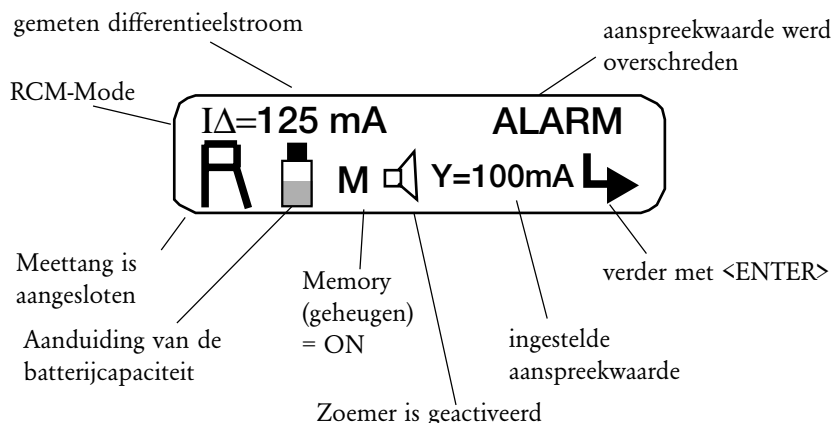 gemeten differentieelstroom
aanspreekwaarde werd
overschreden
RCM-Mode
IΔ=125 mA ALARM
R M Y=100mA
Meettang is
aangesloten
Memory
(geheugen)
= ON
verder met <ENTER>
Aanduiding van de
batterijcapaciteit
ingestelde
aanspreekwaarde
Zoemer is geactiveerd